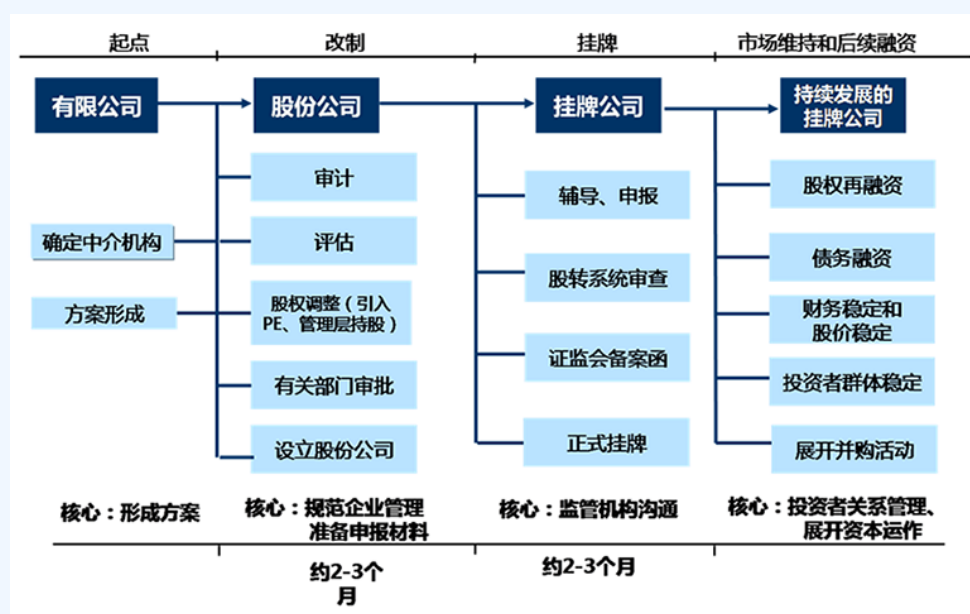 起点
改制
挂牌
市场维持和后续融资
有限公司
股份公司
挂牌公司
持续发展的
挂牌公司
确定中介机构
方案形成
审计
评估
股权调整（引入
PE、管理层持股）
有关部门审批
设立股份公司
辅导、申报
股转系统审查
证监会备案函
正式挂牌
股权再融资
债务融资
财务稳定和
股价稳定
投资者群体稳定
展开并购活动
核心：形成方案
核心：规范企业管理
准备申报材料
核心：监管机构沟通
核心：投资者关系管理、
展开资本运作
约2-3个
月
约2-3个月